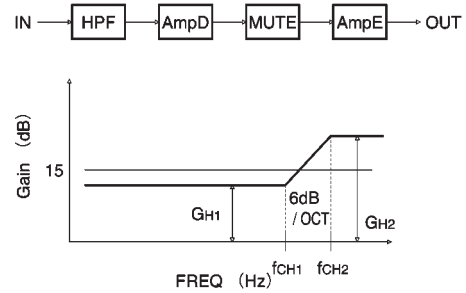 IN HPF AmpD MUTE AmpE OUT
Gain (dB)
15
GH1
6dB
/ OCT
GH2
fCH1 fCH2
FREQ (Hz)